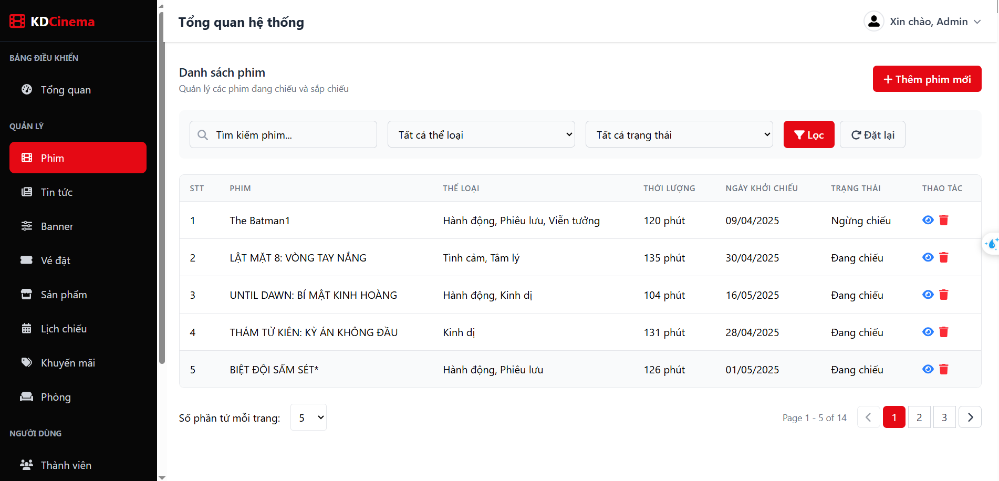 KDCinema
BẢNG ĐIỀU KHIỂN
Tổng quan
QUẢN LÝ
Phim
Tin tức
Banner
Vé đặt
Sản phẩm
Lịch chiếu
Khuyến mãi
Phòng
NGƯỜI DÙNG
Thành viên
Tổng quan hệ thống
Xin chào, Admin
Danh sách phim
Quản lý các phim đang chiếu và sắp chiếu
Thêm phim mới
Tìm kiếm phim... Tất cả thể loại Tất cả trạng thái Lọc Đặt lại
STT PHIM THỂ LOẠI THỜI LƯỢNG NGÀY KHỞI CHIẾU TRẠNG THÁI THAO TÁC
1 The Batman1 Hành động, Phiêu lưu, Viễn tưởng 120 phút 09/04/2025 Ngừng chiếu
2 LẬT MẶT 8: VÒNG TAY NẮNG Tình cảm, Tâm lý 135 phút 30/04/2025 Đang chiếu
3 UNTIL DAWN: BÍ MẬT KINH HOÀNG Hành động, Kinh dị 104 phút 16/05/2025 Đang chiếu
4 THÁM TỬ KIÊN: KỲ ÁN KHÔNG ĐẦU Kinh dị 131 phút 28/04/2025 Đang chiếu
5 BIỆT ĐỘI SẤM SÉT* Hành động, Phiêu lưu 126 phút 01/05/2025 Đang chiếu
Số phần tử mỗi trang: 5 Page 1 - 5 of 14 1 2 3